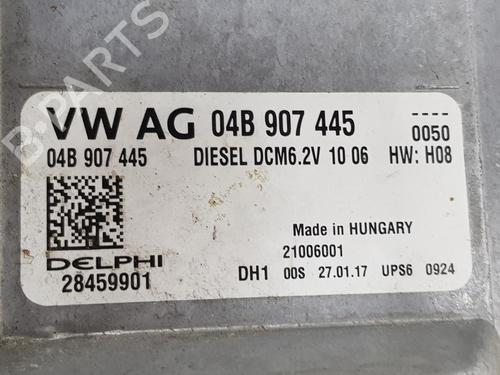 VW AG 04B 907 445
----
0050
04B 907 445 DIESEL DCM6.2V 10 06 HW: H08
Made in HUNGARY
21006001
DELPHI
28459901
DH1 00S 27.01.17 UPS6 0924
B-PARTS